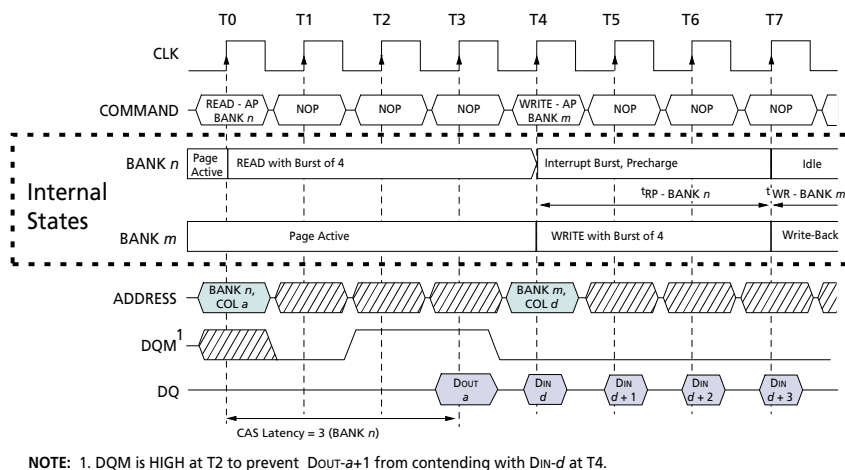 T0 T1 T2 T3 T4 T5 T6 T7
CLK
COMMAND
READ - AP
BANK n
NOP
NOP
NOP
WRITE - AP
BANK m
NOP
NOP
NOP
Internal
States
BANK n
Page
Active
READ with Burst of 4
Interrupt Burst, Precharge
Idle
tRP - BANK n
tWR - BANK m
BANK m
Page Active
WRITE with Burst of 4
Write-Back
ADDRESS
BANK n,
COL a
BANK m,
COL d
DQM1
DQ
DOUT
a
DIN
d
DIN
d + 1
DIN
d + 2
DIN
d + 3
CAS Latency = 3 (BANK n)
NOTE: 1. DQM is HIGH at T2 to prevent DOUT-a+1 from contending with DIN-d at T4.